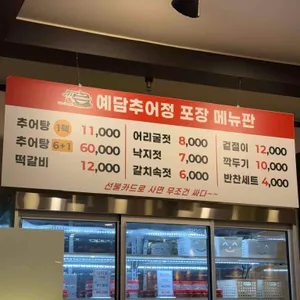 예담추어정 포장 메뉴판
추어탕 1팩 11,000
추어탕 6+1 60,000
떡갈비 12,000
어리굴젓 8,000
낙지젓 7,000
갈치속젓 6,000
겉절이 12,000
깍두기 10,000
반찬세트 4,000
선불카드로 사면 무조건 싸다~~